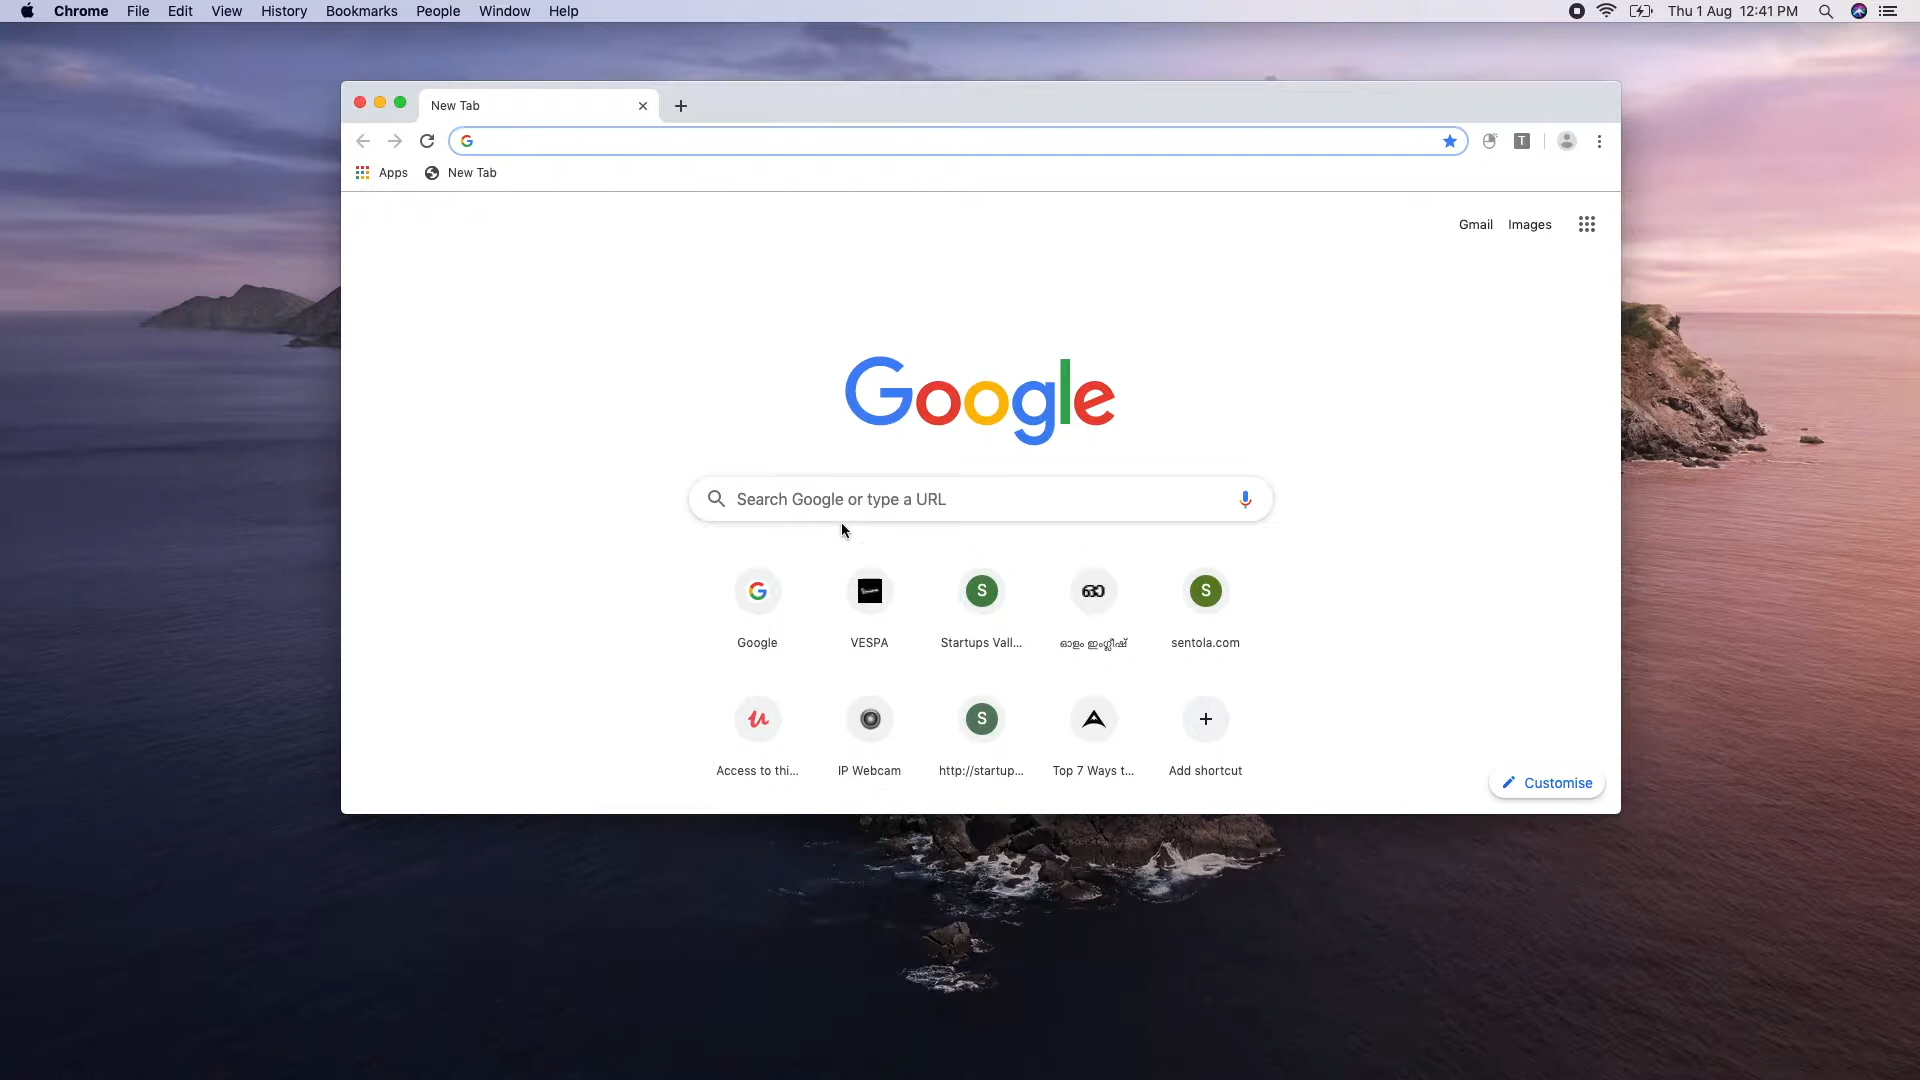 Chrome File Edit View History Bookmarks People Window Help Thu 1 Aug 12:41 PM
New Tab
T
Apps New Tab
Gmail Images
Google
Search Google or type a URL
S ഓ S
Google VESPA Startups Vall... ഓളം ഇംഗ്ലീഷ് sentola.com
S
Access to thi... IP Webcam http://startup... Top 7 Ways t... Add shortcut
Customise